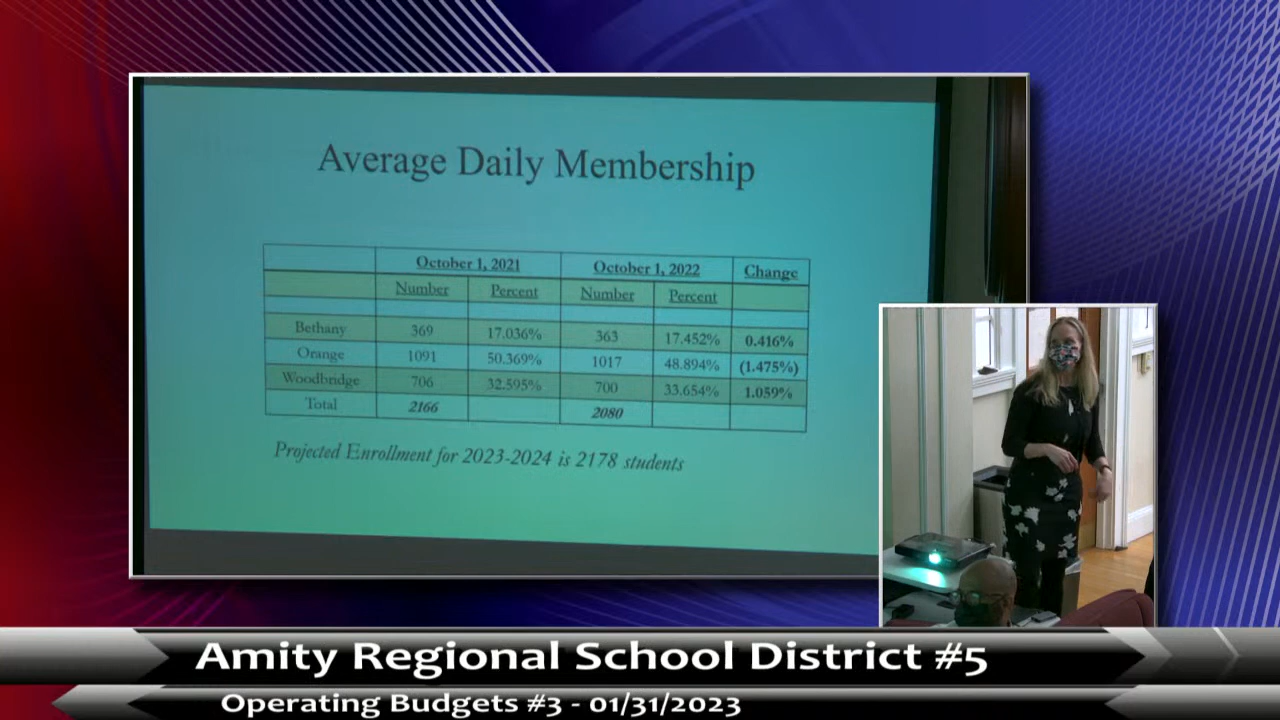 Average Daily Membership
October 1, 2021 October 1, 2022 Change
Number Percent Number Percent
Bethany 369 17.036% 363 17.452% 0.416%
Orange 1091 50.369% 1017 48.894% (1.475%)
Woodbridge 706 32.595% 700 33.654% 1.059%
Total 2166 2080
Projected Enrollment for 2023-2024 is 2178 students
Amity Regional School District #5
Operating Budgets #3 - 01/31/2023